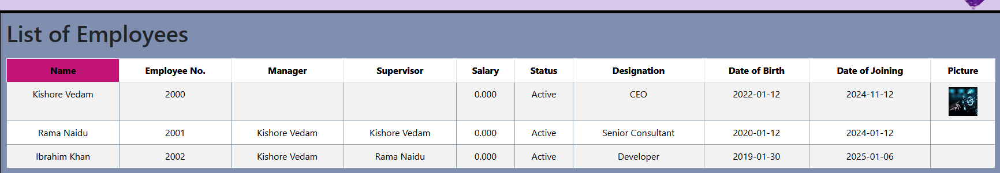 List of Employees
Name Employee No. Manager Supervisor Salary Status Designation Date of Birth Date of Joining Picture
Kishore Vedam 2000 0.000 Active CEO 2022-01-12 2024-11-12
Rama Naidu 2001 Kishore Vedam Kishore Vedam 0.000 Active Senior Consultant 2020-01-12 2024-01-12
Ibrahim Khan 2002 Kishore Vedam Rama Naidu 0.000 Active Developer 2019-01-30 2025-01-06